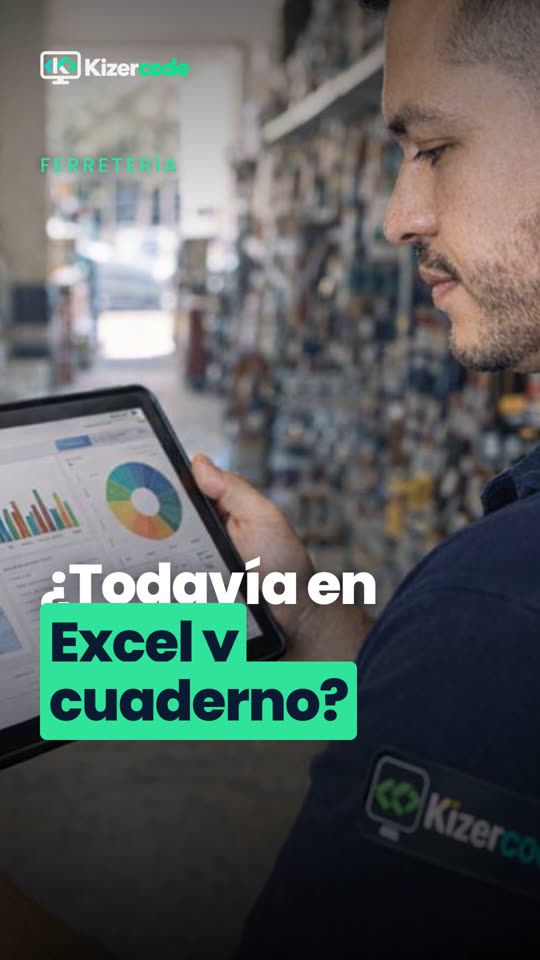 Kizercode
FERRETERÍA
¿Todavía en
Excel y
cuaderno?
Kizercode